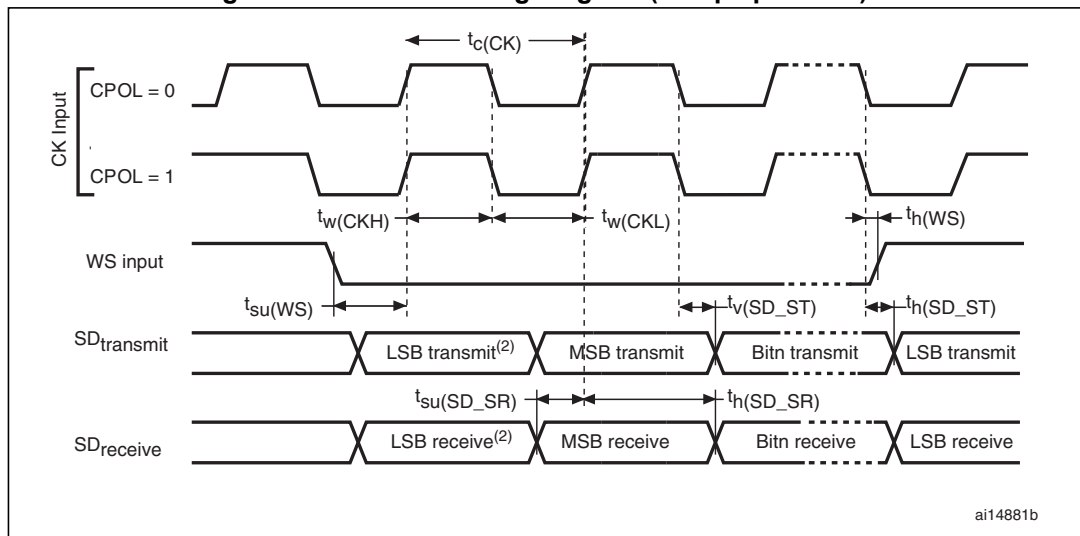 tc(CK)
CK Input
CPOL = 0
CPOL = 1
tw(CKH)
tw(CKL)
th(WS)
WS input
tsu(WS)
tv(SD_ST)
th(SD_ST)
SDtransmit
LSB transmit(2)
MSB transmit
Bitn transmit
LSB transmit
tsu(SD_SR)
th(SD_SR)
SDreceive
LSB receive(2)
MSB receive
Bitn receive
LSB receive
ai14881b